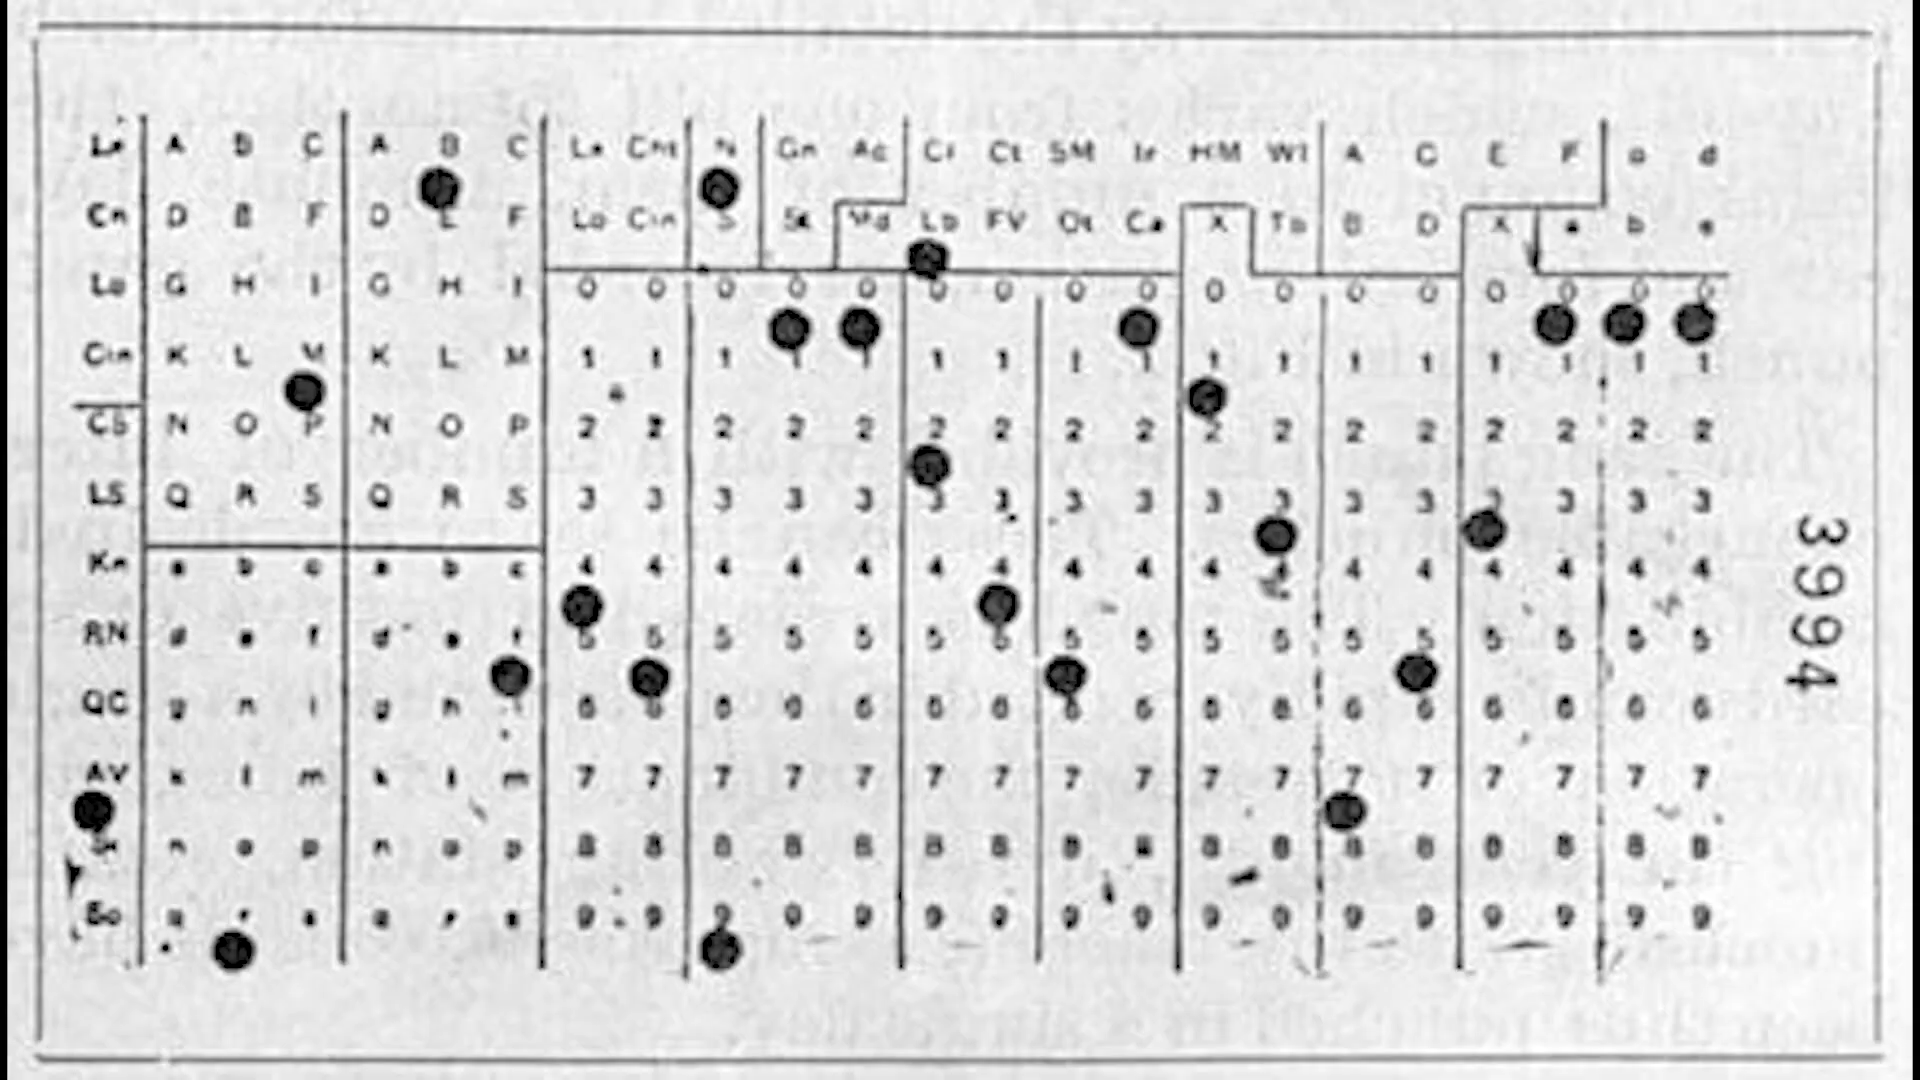 La A B C A B C La Cht N Gn Ac Ci Ct SM Ir HM WI A C E F a d
Cn D E F D E F Lo Cin S Sk Md Lb FV Ot Ca X Tb B D X a b e
Lo G H I G H I 0 0 0 0 0 0 0 0 0 0 0 0 0 0 0 0 0
Cin K L M K L M 1 1 1 1 1 1 1 1 1 1 1 1 1 1 1 1 1
CS N O P N O P 2 2 2 2 2 2 2 2 2 2 2 2 2 2 2 2 2
LS Q R S Q R S 3 3 3 3 3 3 3 3 3 3 3 3 3 3 3 3 3
Kn a b c a b c 4 4 4 4 4 4 4 4 4 4 4 4 4 4 4 4
RN d e f d e f 5 5 5 5 5 5 5 5 5 5 5 5 5 5 5 5 5
QC g h i g h 6 6 6 6 6 6 6 6 6 6 6 6 6 6 6 6 6
AV k l m k l m 7 7 7 7 7 7 7 7 7 7 7 7 7 7 7 7 7
n o p n o p 8 8 8 8 8 8 8 8 8 8 8 8 8 8 8 8 8
So q r s q r s 9 9 9 9 9 9 9 9 9 9 9 9 9 9 9 9 9
3994